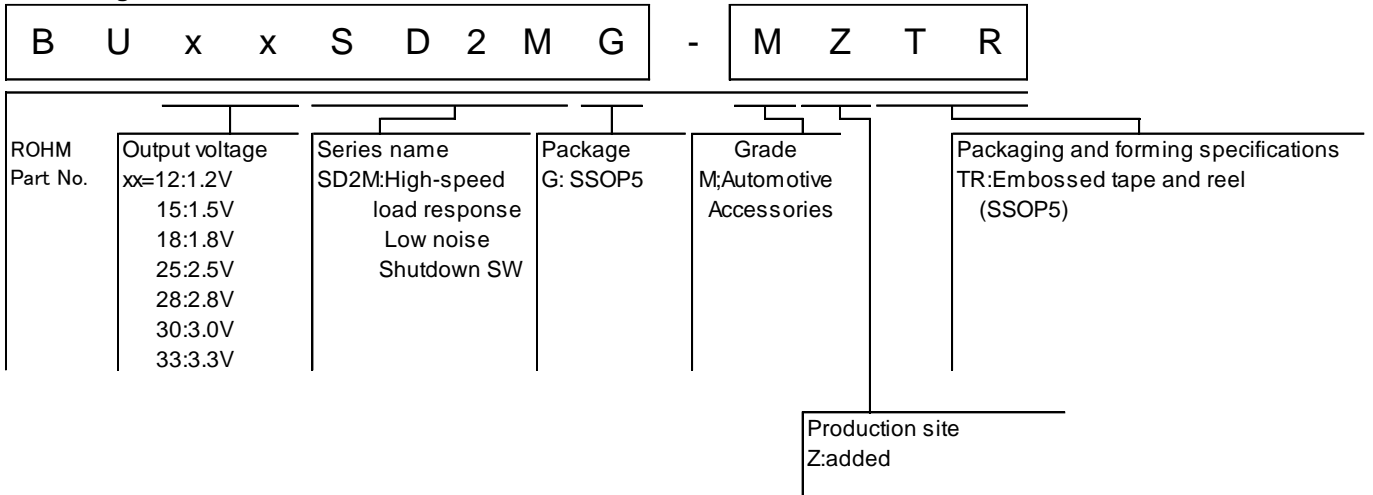 B U x x S D 2 M G - M Z T R
ROHM
Part No.
Output voltage
xx=12:1.2V
15:1.5V
18:1.8V
25:2.5V
28:2.8V
30:3.0V
33:3.3V
Series name
SD2M:High-speed
load response
Low noise
Shutdown SW
Package
G: SSOP5
Grade
M;Automotive
Accessories
Packaging and forming specifications
TR:Embossed tape and reel
(SSOP5)
Production site
Z:added